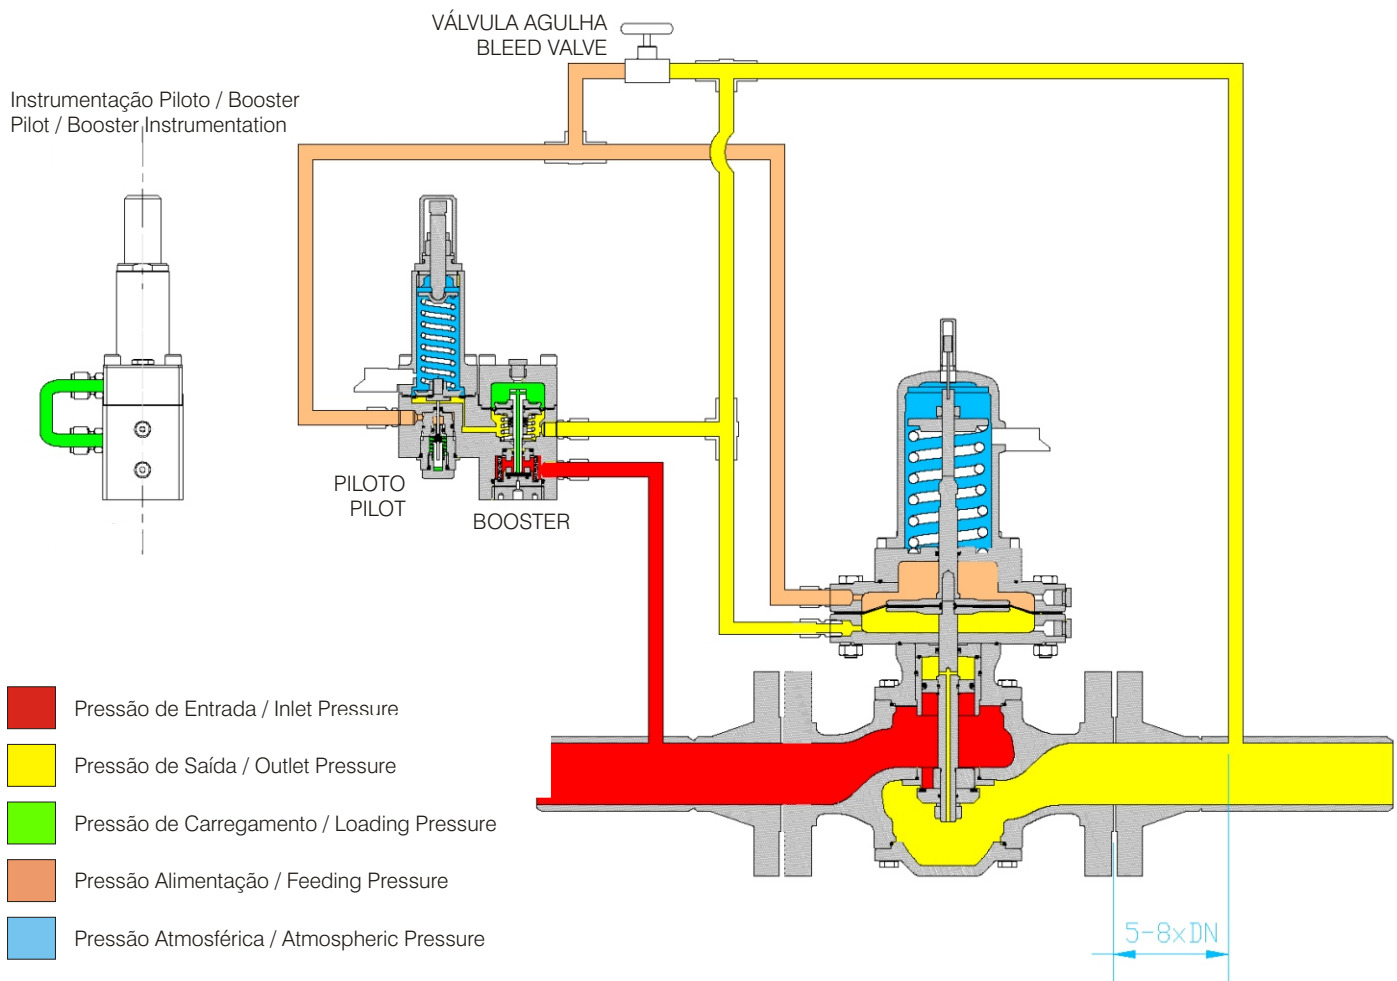 VÁLVULA AGULHA
BLEED VALVE
Instrumentação Piloto / Booster
Pilot / Booster Instrumentation
PILOTO
PILOT
BOOSTER
Pressão de Entrada / Inlet Pressure
Pressão de Saída / Outlet Pressure
Pressão de Carregamento / Loading Pressure
Pressão Alimentação / Feeding Pressure
Pressão Atmosférica / Atmospheric Pressure
5-8xDN